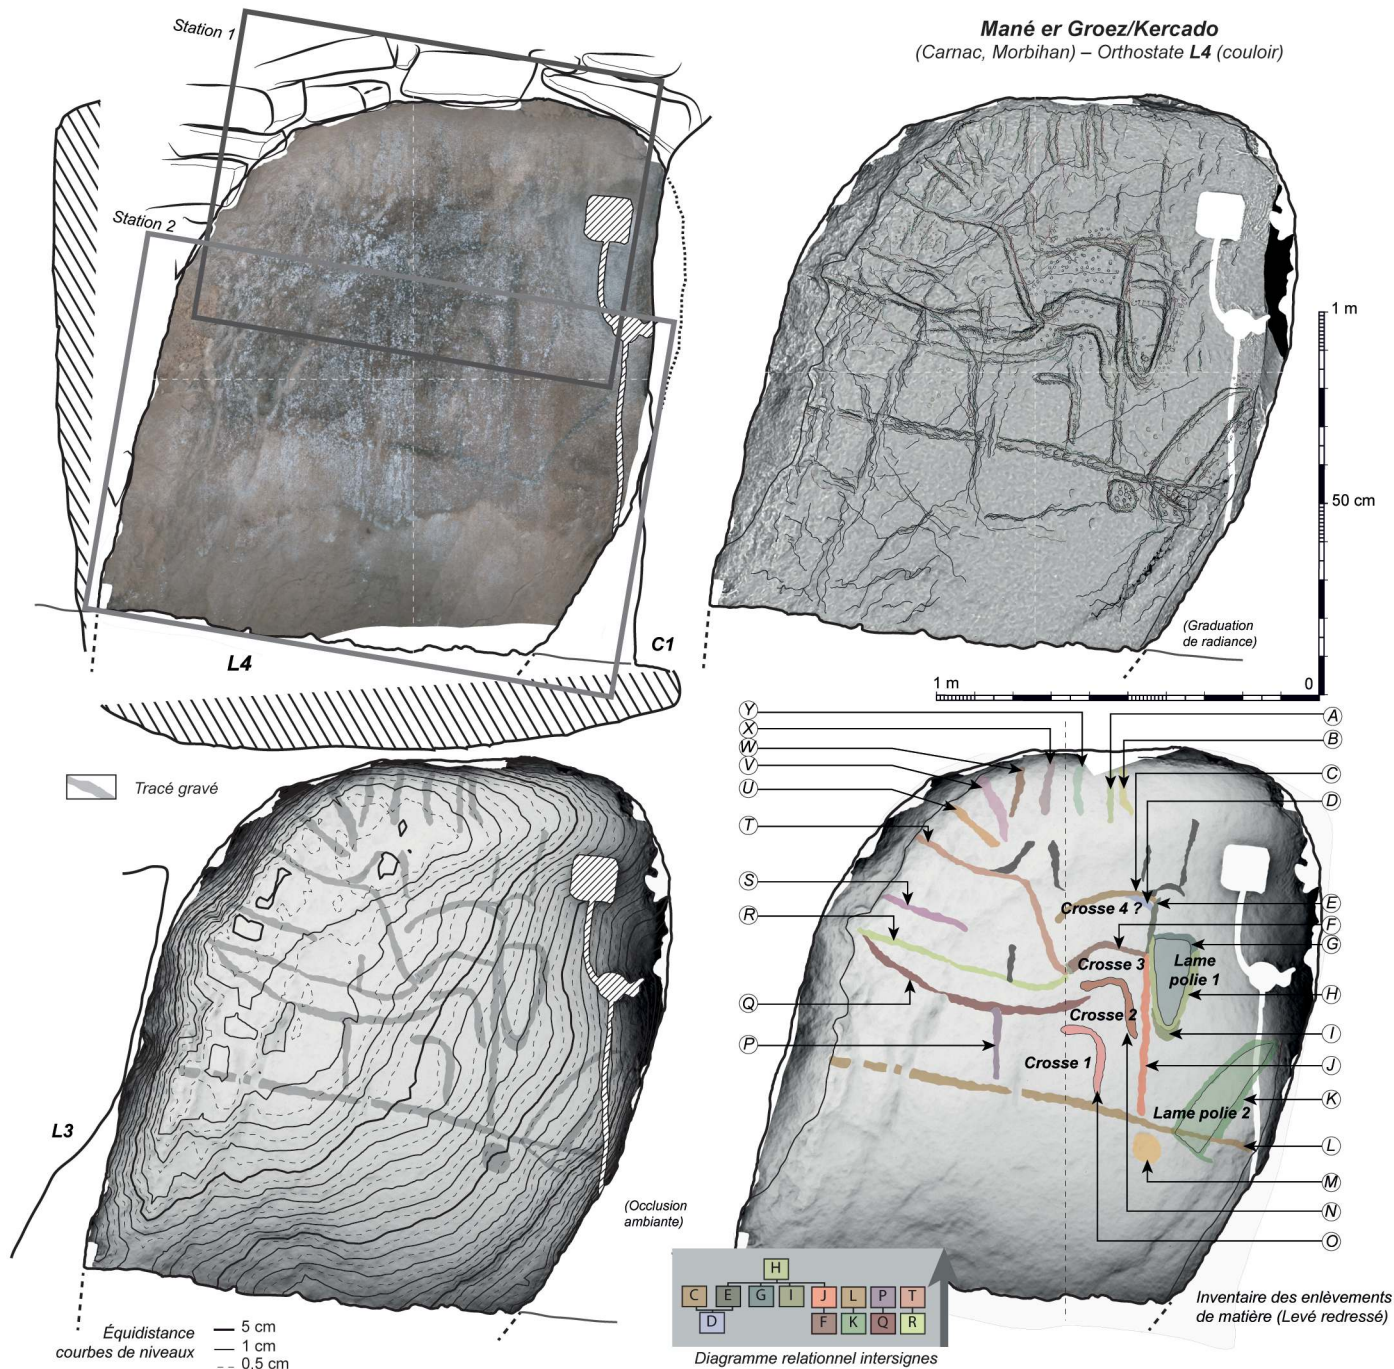 Station 1
Mané er Groez/Kercado
(Carnac, Morbihan) – Orthostate L4 (couloir)
Station 2
1 m
50 cm
(Graduation
de radiance)
C1
L4
1 m
0
Tracé gravé
Y
X
W
V
U
T
S
R
Q
P
A
B
C
D
E
F
G
H
I
J
K
L
M
N
O
Crosse 4 ?
Crosse 3
Lame
polie 1
Crosse 2
Crosse 1
Lame polie 2
L3
(Occlusion
ambiante)
H
C E G I J L P T
D F K Q R
Diagramme relationnel intersignes
Inventaire des enlèvements
de matière (Levé redressé)
Équidistance
courbes de niveaux
5 cm
1 cm
0.5 cm